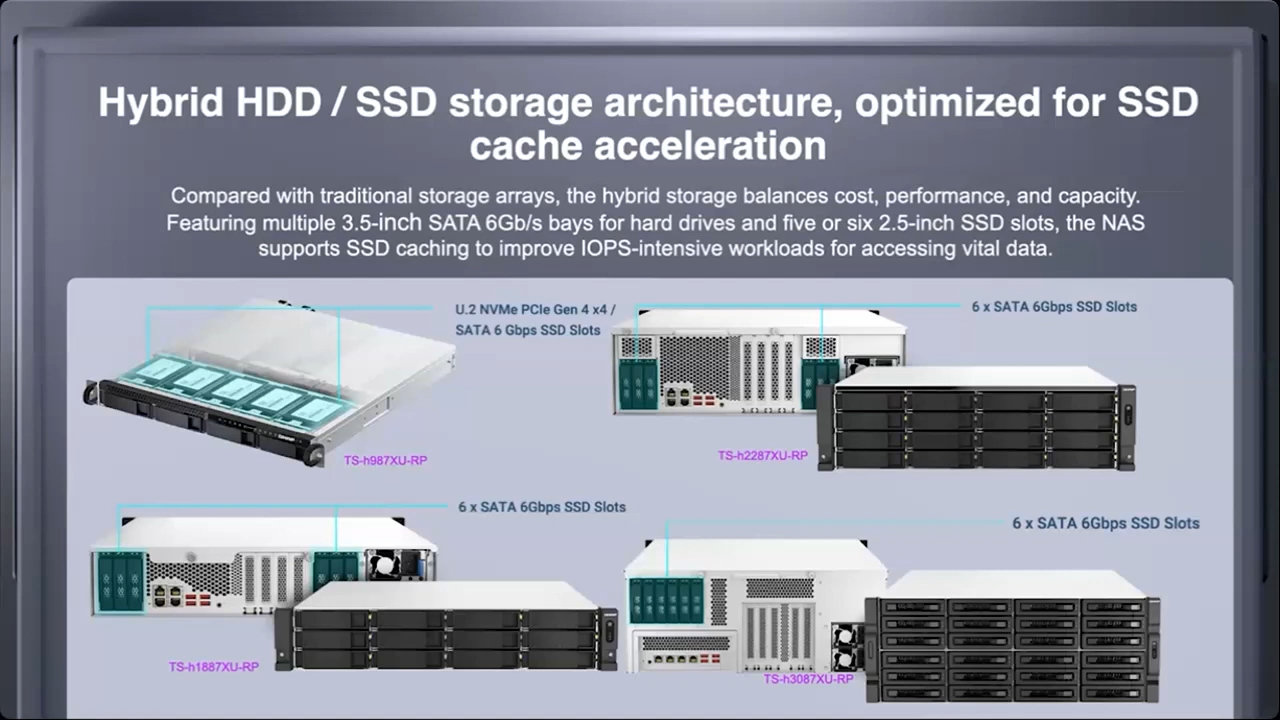 Hybrid HDD / SSD storage architecture, optimized for SSD
cache acceleration
Compared with traditional storage arrays, the hybrid storage balances cost, performance, and capacity.
Featuring multiple 3.5-inch SATA 6Gb/s bays for hard drives and five or six 2.5-inch SSD slots, the NAS
supports SSD caching to improve IOPS-intensive workloads for accessing vital data.
U.2 NVMe PCIe Gen 4 x4 /
SATA 6 Gbps SSD Slots
TS-h987XU-RP
6 x SATA 6Gbps SSD Slots
TS-h2287XU-RP
6 x SATA 6Gbps SSD Slots
TS-h1887XU-RP
6 x SATA 6Gbps SSD Slots
TS-h3087XU-RP